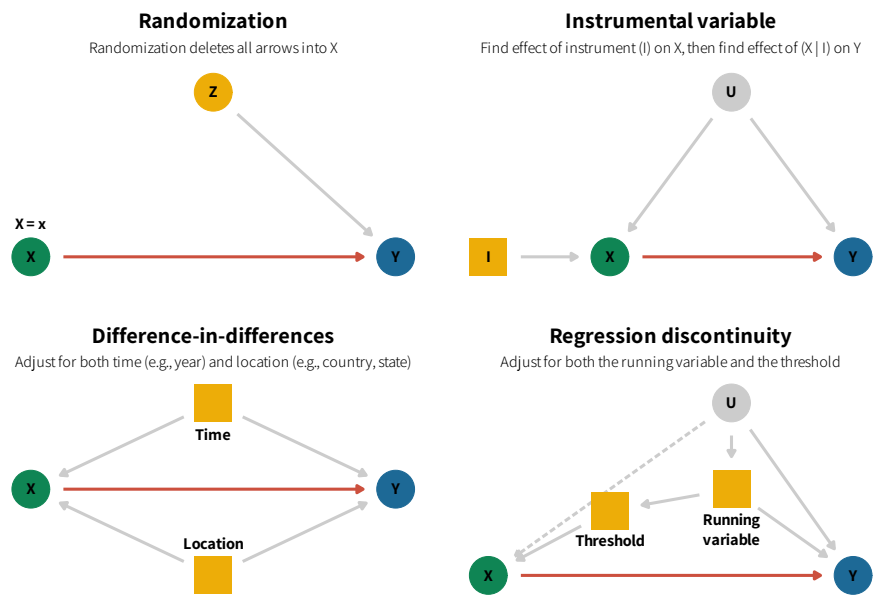 Randomization
Randomization deletes all arrows into X
Z
X = x
X
Y
Instrumental variable
Find effect of instrument (I) on X, then find effect of (X | I) on Y
U
I
X
Y
Difference-in-differences
Adjust for both time (e.g., year) and location (e.g., country, state)
Time
X
Y
Location
Regression discontinuity
Adjust for both the running variable and the threshold
U
Threshold
Running
variable
X
Y